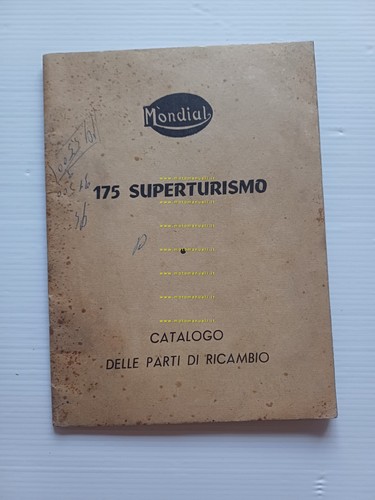 Mondial
175 SUPERTURISMO
CATALOGO
DELLE PARTI DI RICAMBIO